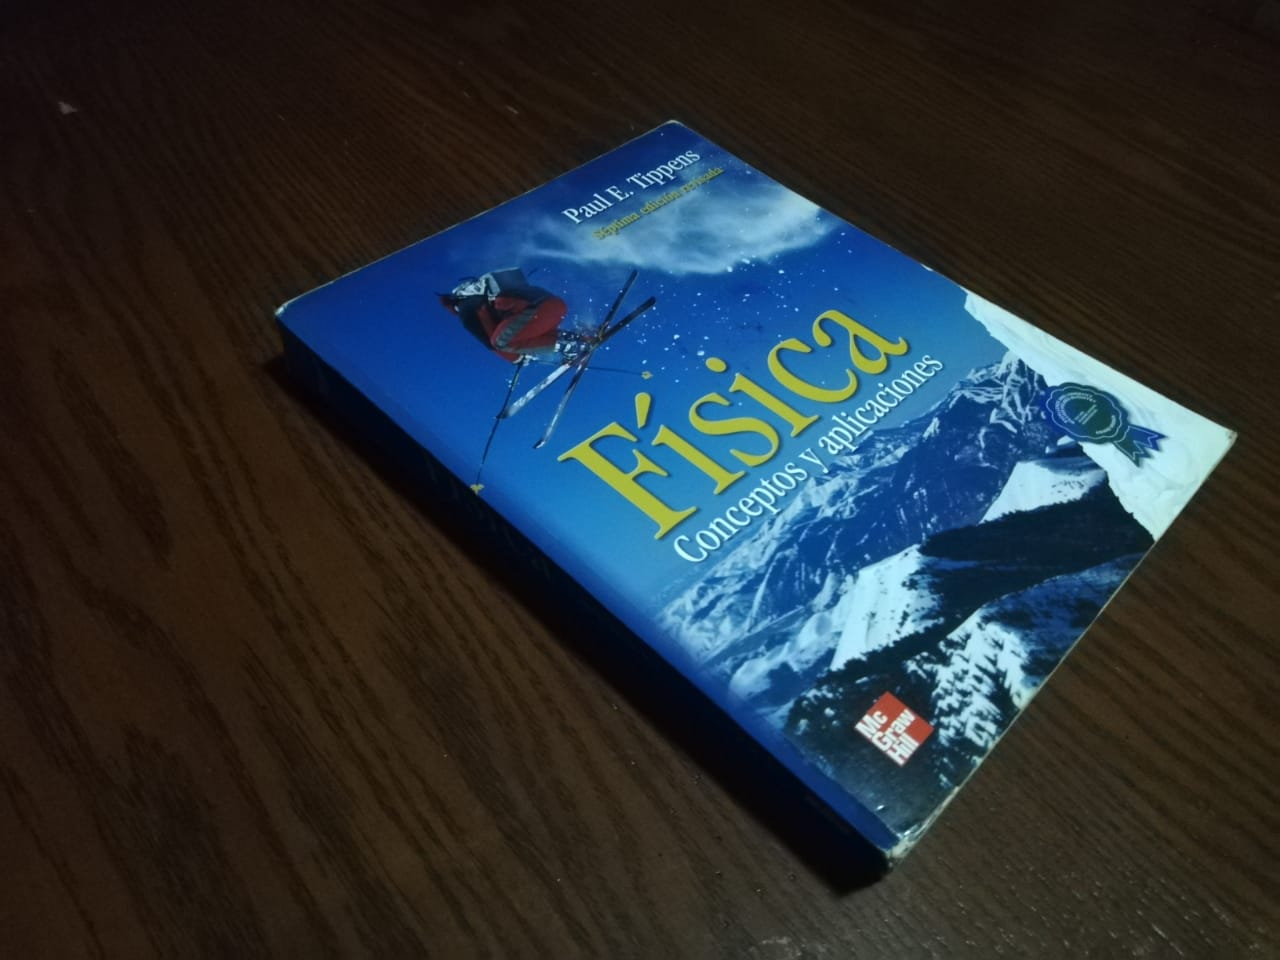 Paul E. Tippens
Séptima edición revisada
Física
Conceptos y aplicaciones
Mc
Graw
Hill